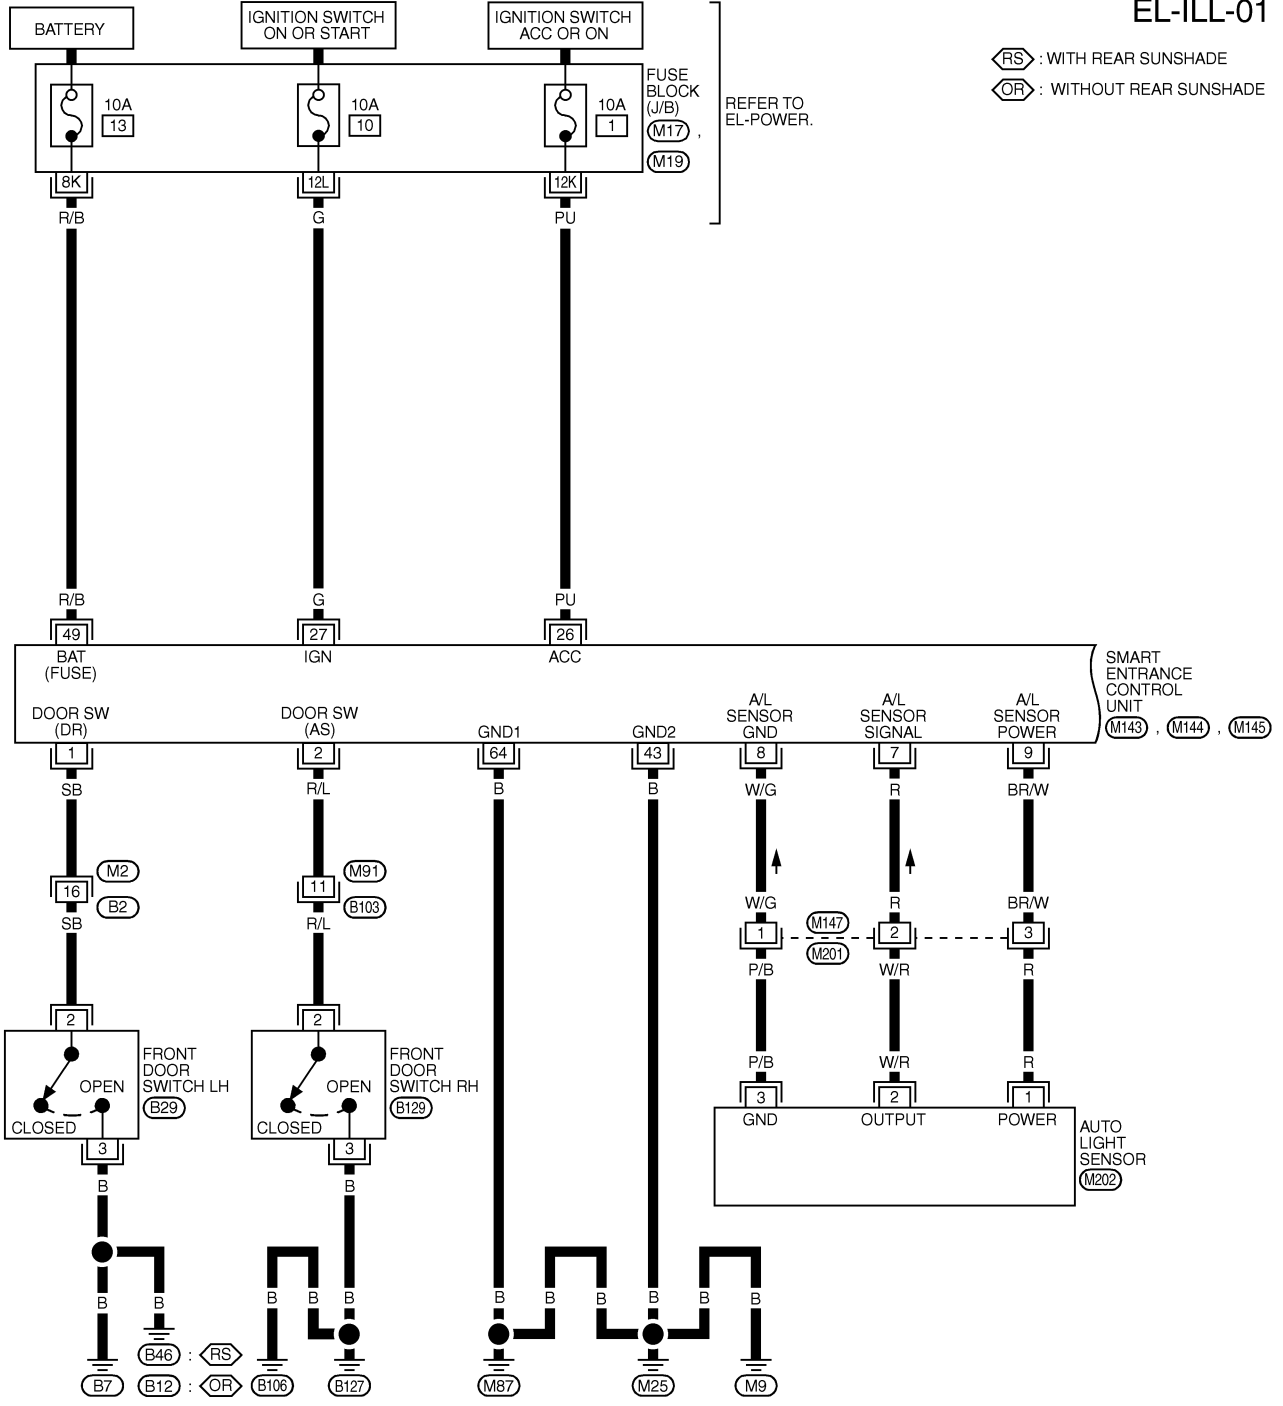 EL-ILL-01
BATTERY
IGNITION SWITCH
ON OR START
IGNITION SWITCH
ACC OR ON
RS : WITH REAR SUNSHADE
OR : WITHOUT REAR SUNSHADE
10A
13
10A
10
10A
1
FUSE
BLOCK
(J/B)
M17 ,
M19
REFER TO
EL-POWER.
8K
12L
12K
R/B
G
PU
R/B
G
PU
49
27
26
BAT
(FUSE)
IGN
ACC
SMART
ENTRANCE
CONTROL
UNIT
M143 , M144 , M145
DOOR SW
(DR)
DOOR SW
(AS)
GND1
GND2
A/L
SENSOR
GND
A/L
SENSOR
SIGNAL
A/L
SENSOR
POWER
1
2
64
43
8
7
9
SB
R/L
B
B
W/G
R
BR/W
16
M2
B2
11
M91
B103
SB
R/L
W/G
R
BR/W
1
M147
M201
2
3
P/B
W/R
R
P/B
W/R
R
2
2
3
2
1
OPEN
CLOSED
FRONT
DOOR
SWITCH LH
B29
OPEN
CLOSED
FRONT
DOOR
SWITCH RH
B129
GND
OUTPUT
POWER
AUTO
LIGHT
SENSOR
M202
3
3
B
B
B
B
B
B
B
B
B
B
B
B
B46 : RS
B7
B12 : OR
B106
B127
M87
M25
M9